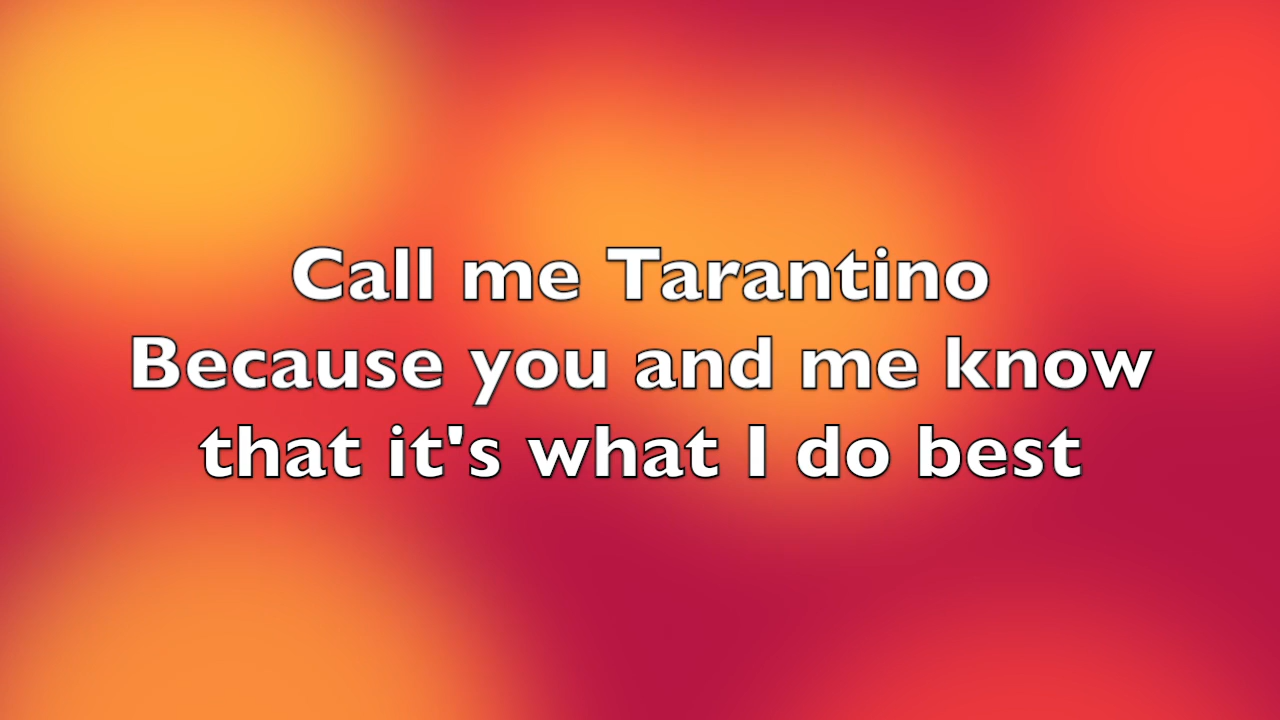 Call me Tarantino
Because you and me know
that it's what I do best